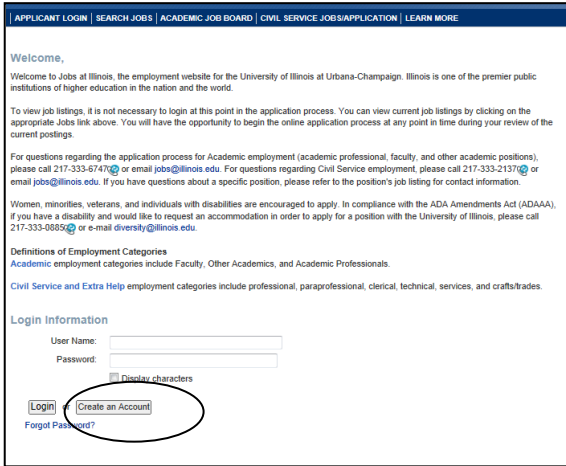 APPLICANT LOGIN | SEARCH JOBS | ACADEMIC JOB BOARD | CIVIL SERVICE JOBS/APPLICATION | LEARN MORE
Welcome,
Welcome to Jobs at Illinois, the employment website for the University of Illinois at Urbana-Champaign. Illinois is one of the premier public
institutions of higher education in the nation and the world.
To view job listings, it is not necessary to login at this point in the application process. You can view current job listings by clicking on the
appropriate Jobs link above. You will have the opportunity to begin the online application process at any point in time during your review of the
current postings.
For questions regarding the application process for Academic employment (academic professional, faculty, and other academic positions),
please call 217-333-6747 or email jobs@illinois.edu. For questions regarding Civil Service employment, please call 217-333-2137 or
email jobs@illinois.edu. If you have questions about a specific position, please refer to the position's job listing for contact information.
Women, minorities, veterans, and individuals with disabilities are encouraged to apply. In compliance with the ADA Amendments Act (ADAAA),
if you have a disability and would like to request an accommodation in order to apply for a position with the University of Illinois, please call
217-333-0885 or e-mail diversity@illinois.edu.
Definitions of Employment Categories
Academic employment categories include Faculty, Other Academics, and Academic Professionals.
Civil Service and Extra Help employment categories include professional, paraprofessional, clerical, technical, services, and crafts/trades.
Login Information
User Name:
Password:
Display characters
Login or Create an Account
Forgot Password?